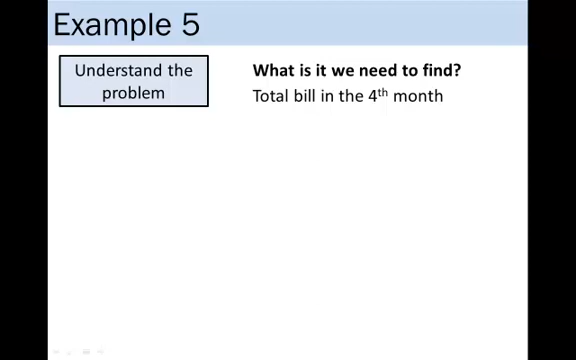 Example 5
Understand the
problem
What is it we need to find?
Total bill in the 4th month